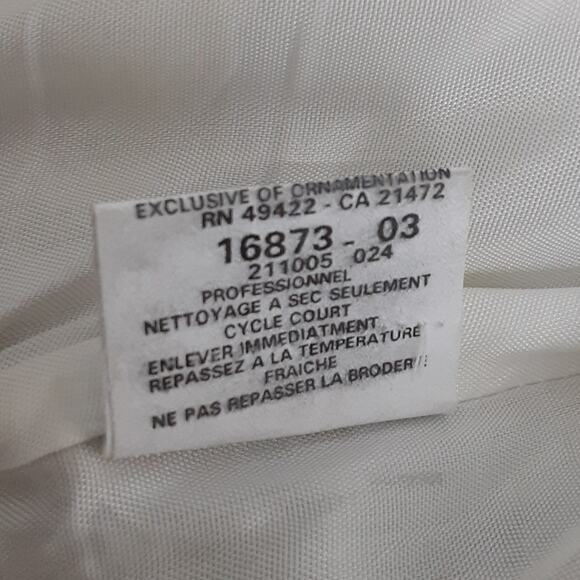 EXCLUSIVE OF ORNAMENTATION
RN 49422 - CA 21472
16873 - 03
211005 024
PROFESSIONNEL
NETTOYAGE A SEC SEULEMENT
CYCLE COURT
ENLEVER IMMEDIATMENT
REPASSEZ A LA TEMPERATURE
FRAICHE
NE PAS REPASSER LA BRODER